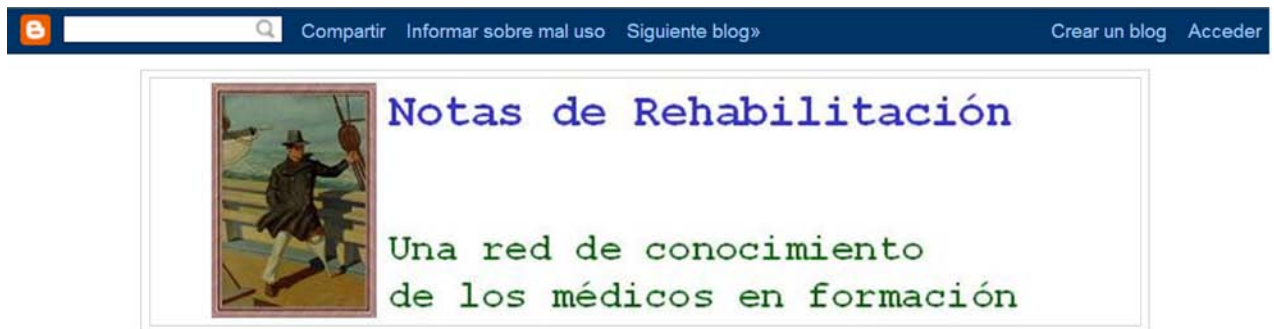 Compartir Informar sobre mal uso Siguiente blog» Crear un blog Acceder
Notas de Rehabilitación
Una red de conocimiento
de los médicos en formación